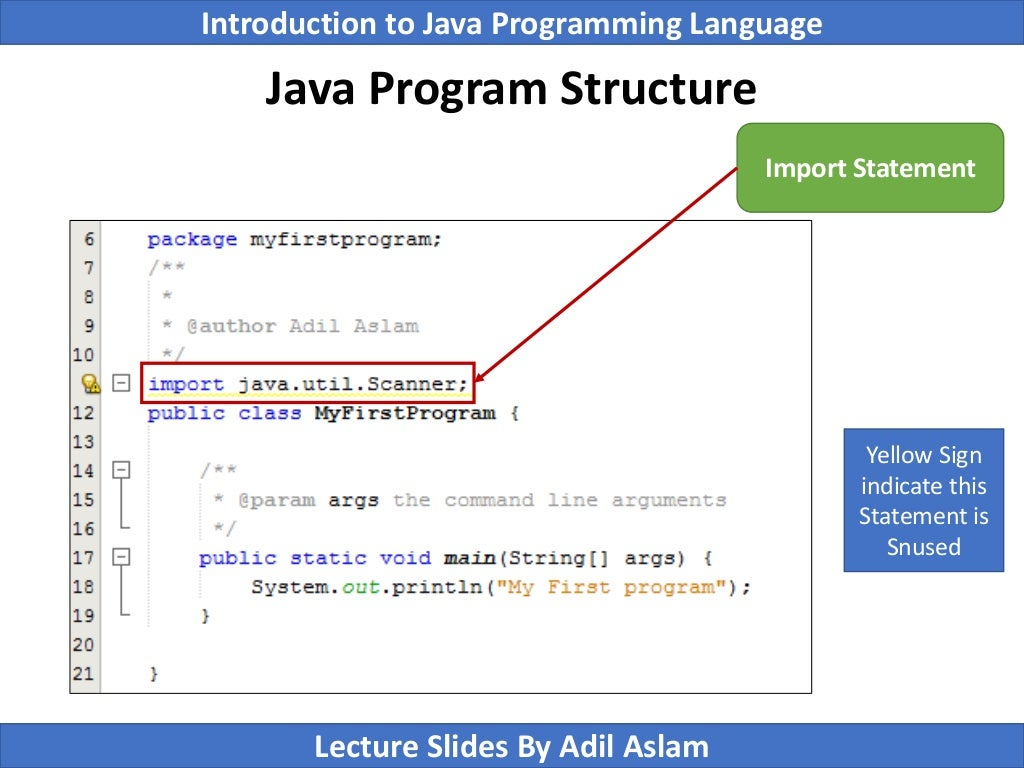 Introduction to Java Programming Language
Java Program Structure
Import Statement
6 package myfirstprogram;
7 /**
8 *
9 * @author Adil Aslam
10 */
import java.util.Scanner;
12 public class MyFirstProgram {
13
14 /**
15 * @param args the command line arguments
16 */
17 public static void main(String[] args) {
18 System.out.println("My First program");
19 }
20
21 }
Yellow Sign
indicate this
Statement is
Snused
Lecture Slides By Adil Aslam